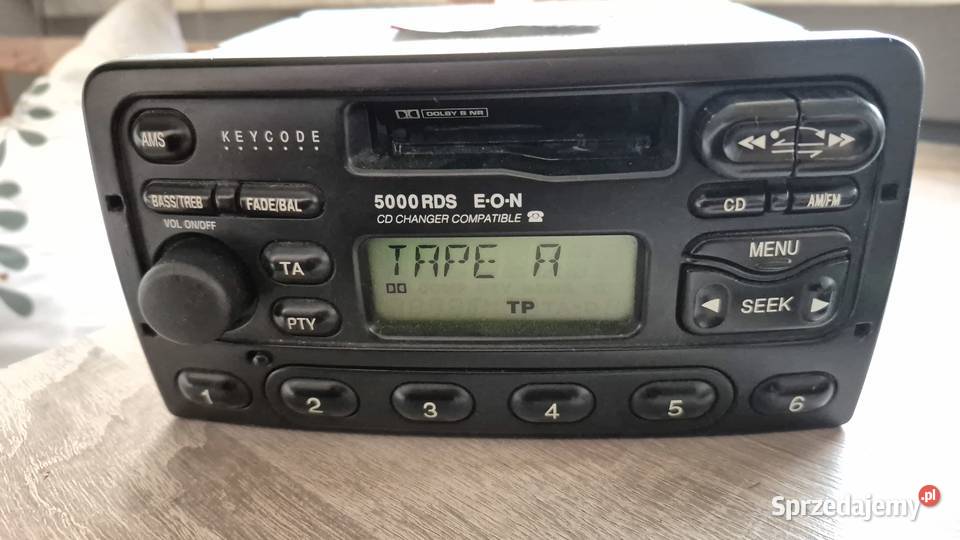 DOLBY B NR
AMS
KEYCODE
BASS/TREB
FADE/BAL
5000 RDS E·O·N
CD CHANGER COMPATIBLE
CD
AM/FM
VOL ON/OFF
TA
TAPE A
TP
PTY
MENU
SEEK
1
2
3
4
5
6
Sprzedajemy.pl